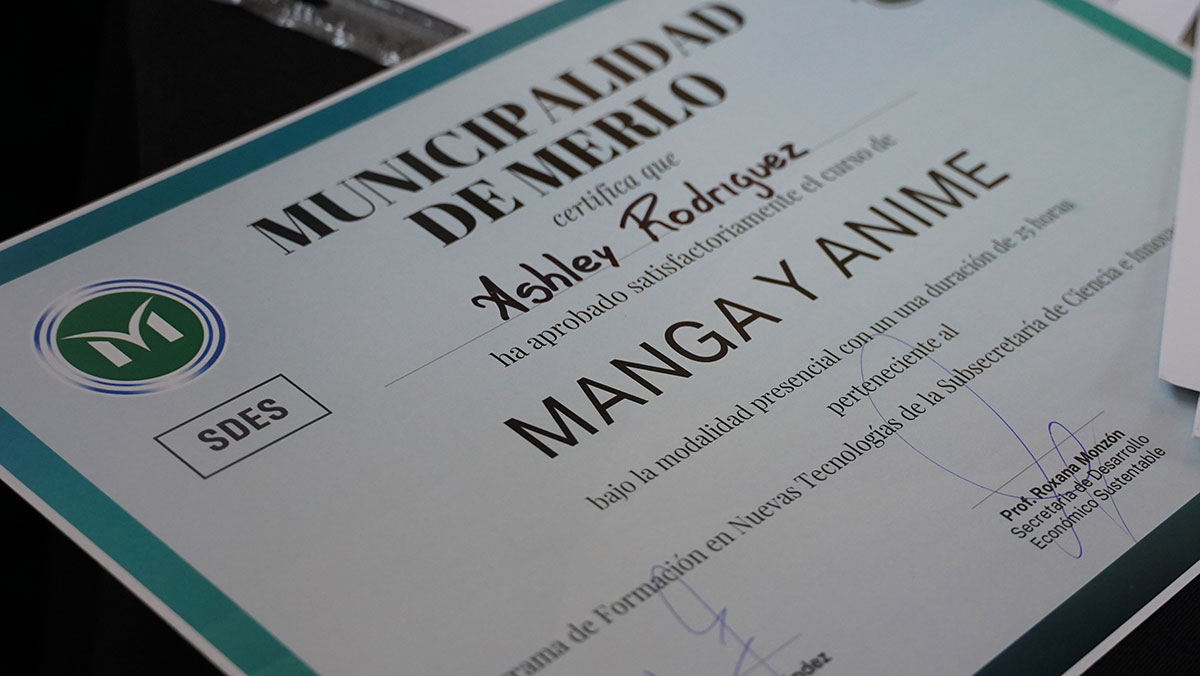 MUNICIPALIDAD
DE MERLO
certifica que
Ashley Rodriguez
ha aprobado satisfactoriamente el curso de
MANGA Y ANIME
bajo la modalidad presencial con un una duración de 25 horas
perteneciente al
rama de Formación en Nuevas Tecnologías de la Subsecretaría de Ciencia e Innova
M
SDES
Prof. Roxana Monzón
Secretaria de Desarrollo
Económico Sustentable
ndez